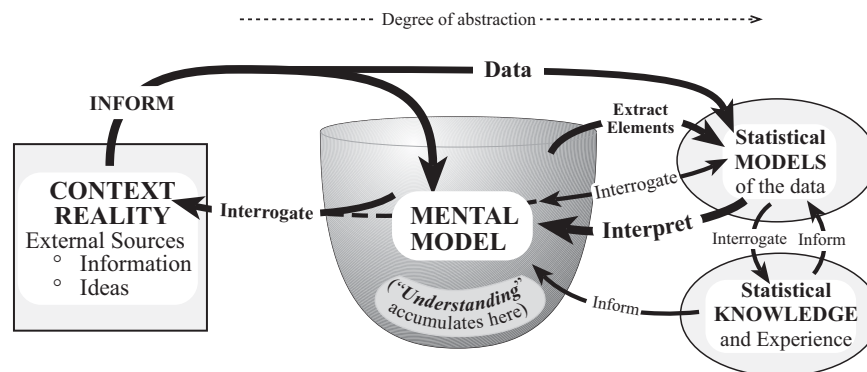 Degree of abstraction
Data
INFORM
Extract
Elements
Statistical
MODELS
of the data
CONTEXT
REALITY
External Sources
° Information
° Ideas
Interrogate
MENTAL
MODEL
Interrogate
Interpret
Interrogate
Inform
("Understanding"
accumulates here)
Inform
Statistical
KNOWLEDGE
and Experience